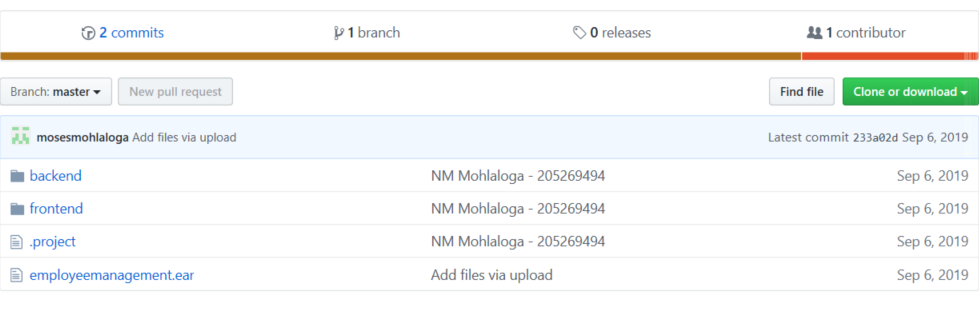 2 commits 1 branch 0 releases 1 contributor
Branch: master New pull request Find file Clone or download
mosesmohlaloga Add files via upload Latest commit 233a02d Sep 6, 2019
backend NM Mohlaloga - 205269494 Sep 6, 2019
frontend NM Mohlaloga - 205269494 Sep 6, 2019
.project NM Mohlaloga - 205269494 Sep 6, 2019
employeemanagement.ear Add files via upload Sep 6, 2019